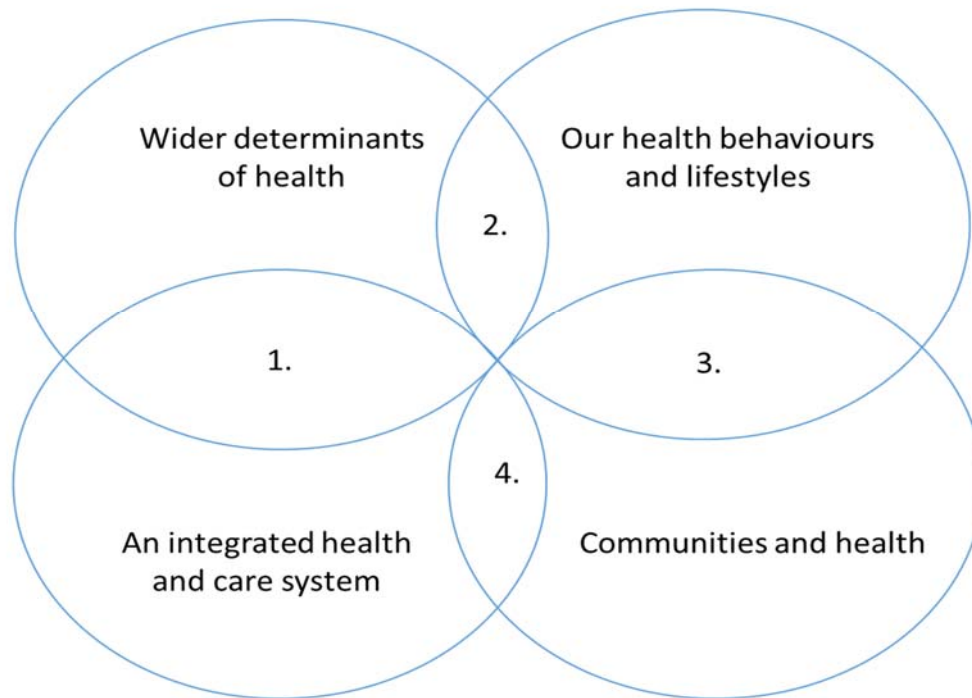 Wider determinants
of health
Our health behaviours
and lifestyles
2.
1.
3.
4.
An integrated health
and care system
Communities and health